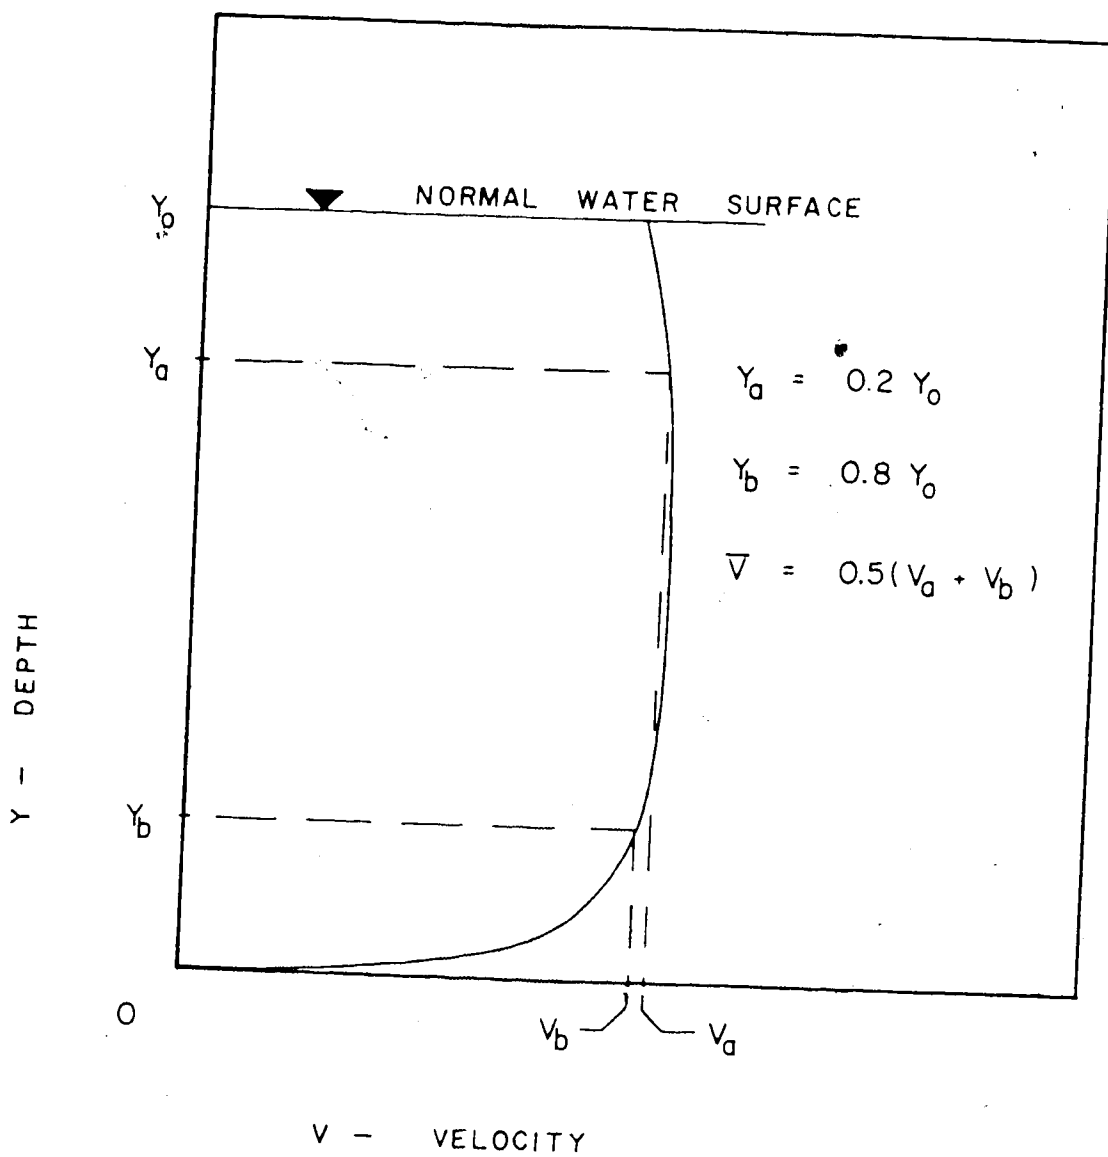 Y₀ NORMAL WATER SURFACE
Yₐ
Yₐ = 0.2 Y₀
Y_b = 0.8 Y₀
V̅ = 0.5(Vₐ + V_b)
Y - DEPTH
Y_b
0
V_b Vₐ
V - VELOCITY